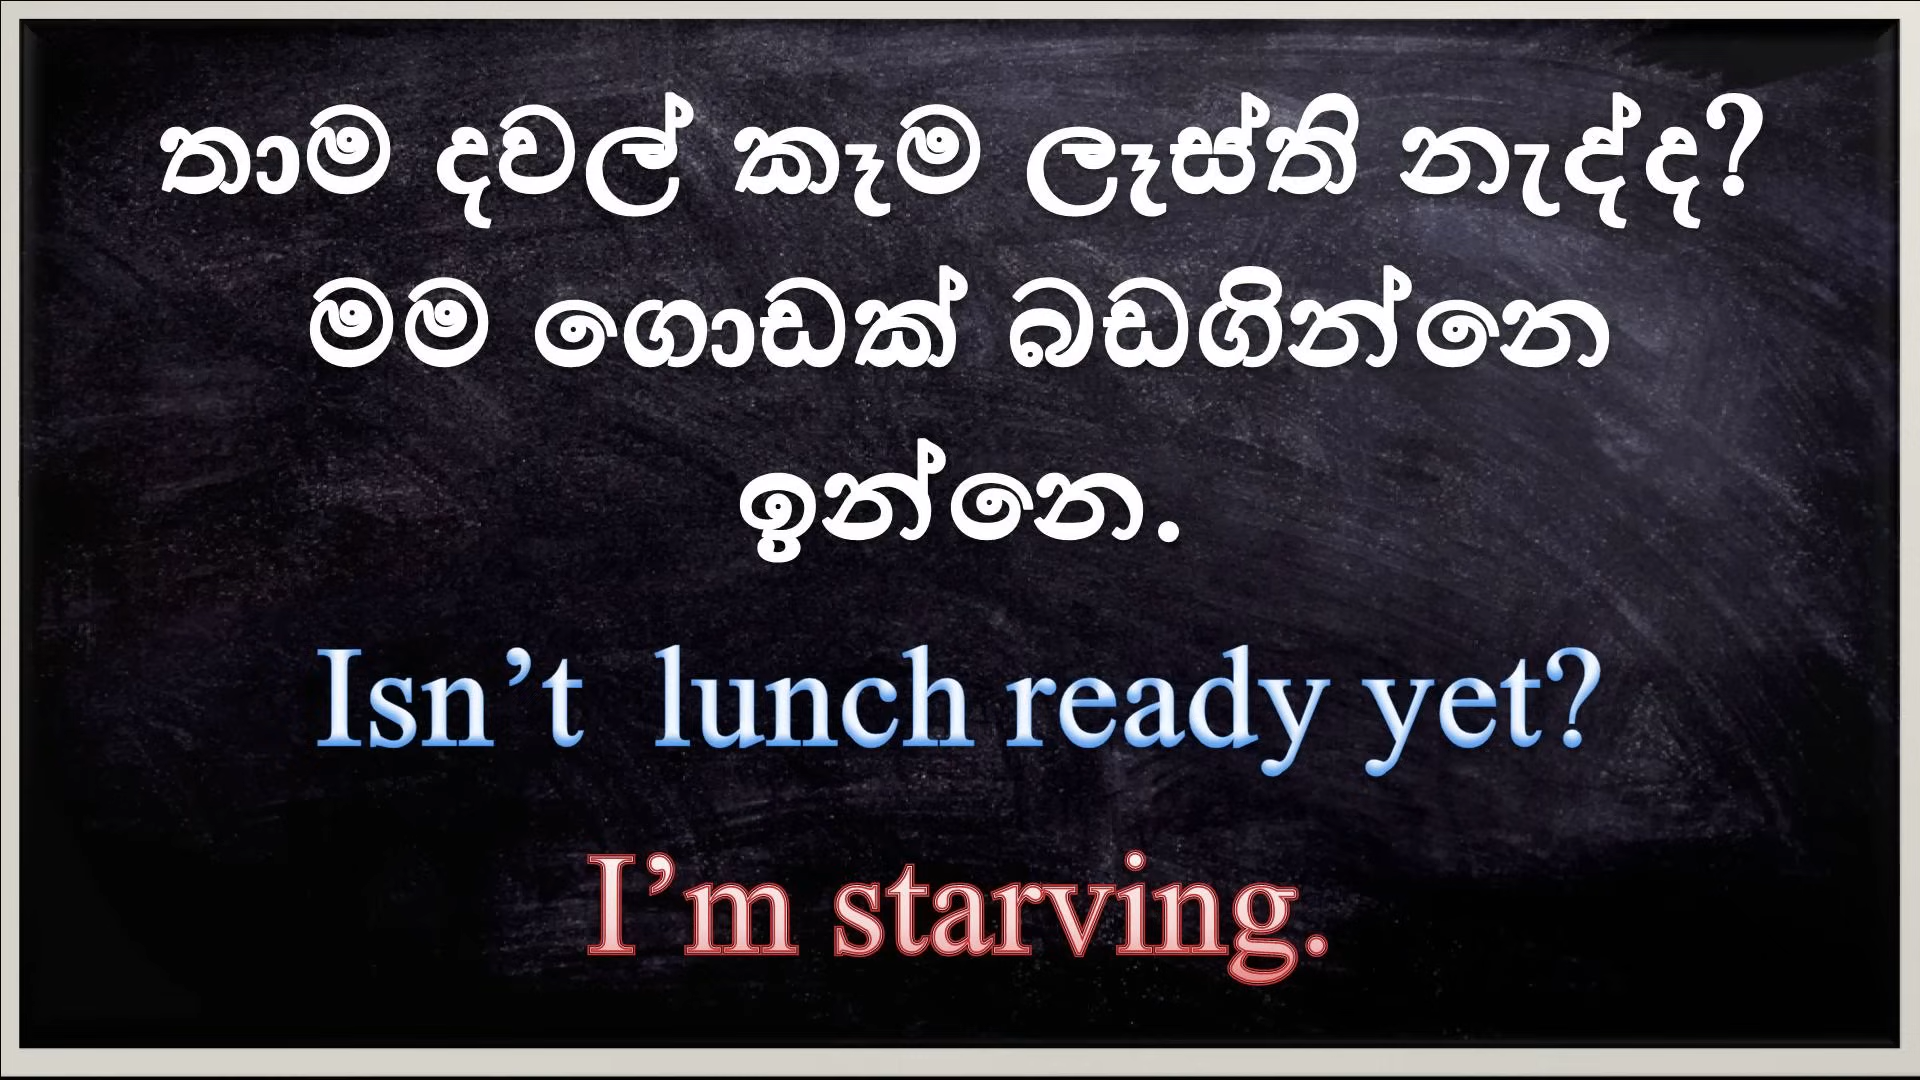 තාම දවල් කෑම ලෑස්ති නැද්ද?
මම ගොඩක් බඩගින්නෙ
ඉන්නෙ.
Isn’t  lunch ready yet?
I’m starving.